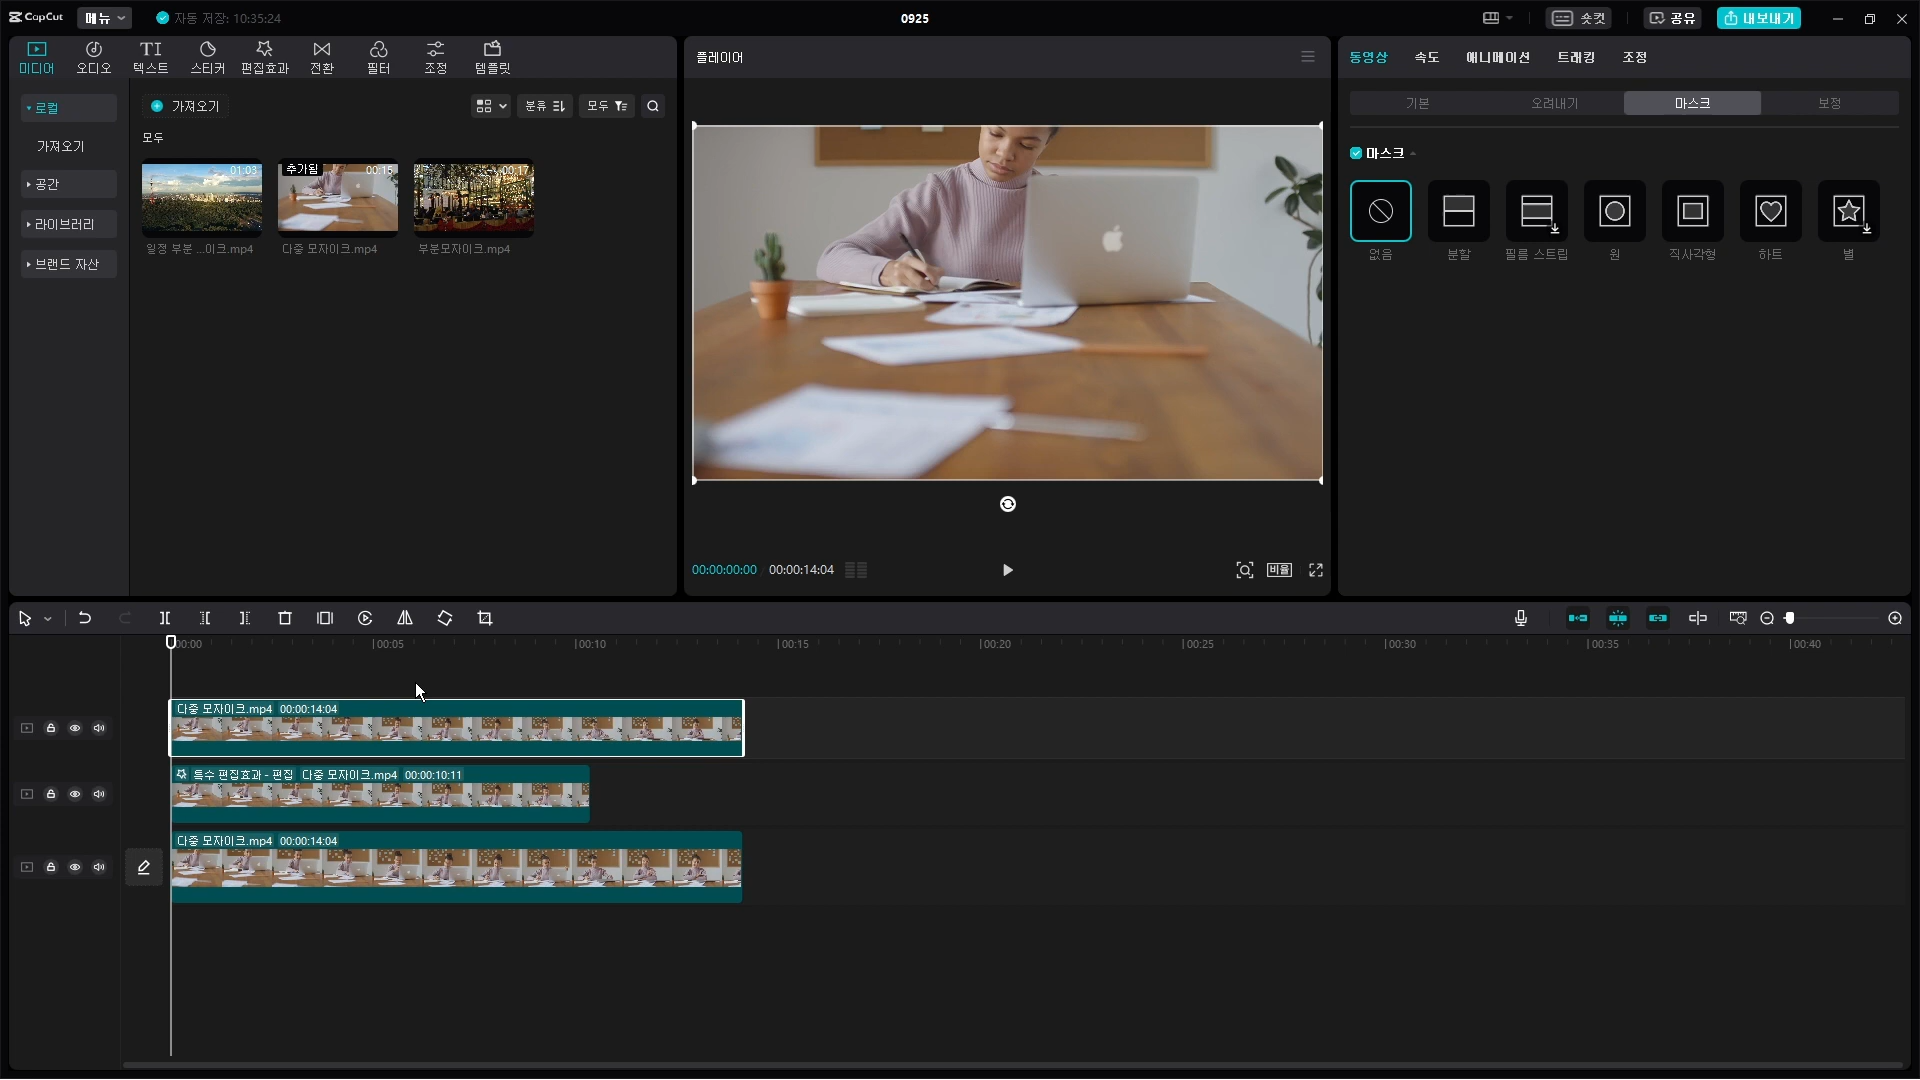 CapCut 메뉴 자동 저장: 10:35:24 0925 숏컷 공유 내보내기
미디어 오디오 텍스트 스티커 편집효과 전환 필터 조정 템플릿
로컬
가져오기
공간
라이브러리
브랜드 자산
가져오기 분류 모두
모두
01:03 추가됨 00:15 00:17
일정 부분 ...이크.mp4 다중 모자이크.mp4 부분모자이크.mp4
플레이어
00:00:00:00 00:00:14:04 비율
동영상 속도 애니메이션 트래킹 조정
기본 오려내기 마스크 보정
마스크
없음 분할 필름 스트립 원 직사각형 하트 별
00:00 00:05 00:10 00:15 00:20 00:25 00:30 00:35 00:40
다중 모자이크.mp4 00:00:14:04
특수 편집효과 - 편집 다중 모자이크.mp4 00:00:10:11
다중 모자이크.mp4 00:00:14:04